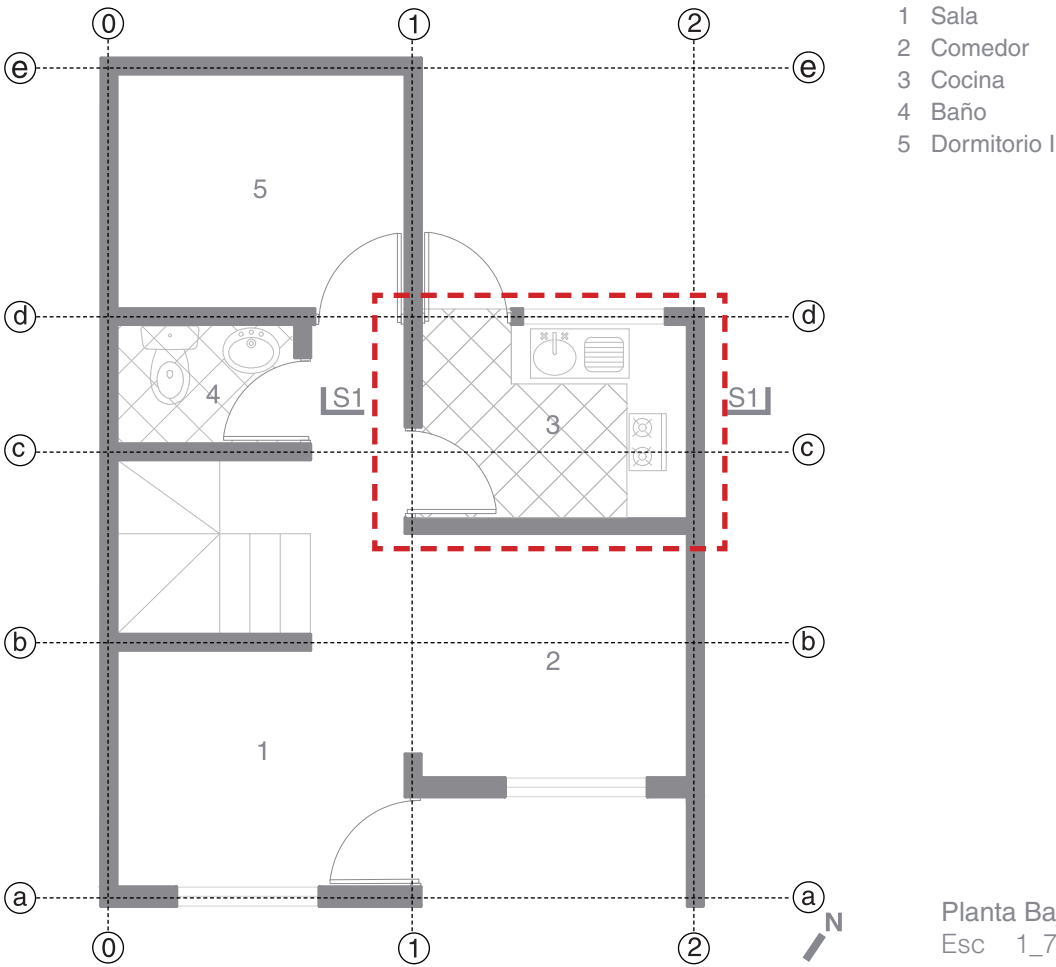 0 1 2
1 Sala
2 Comedor
3 Cocina
4 Baño
5 Dormitorio I
e e
5
d d
4 S1 3 S1
c c
b b
2
1
a a
N
0 1 2
Planta Ba
Esc 1_7